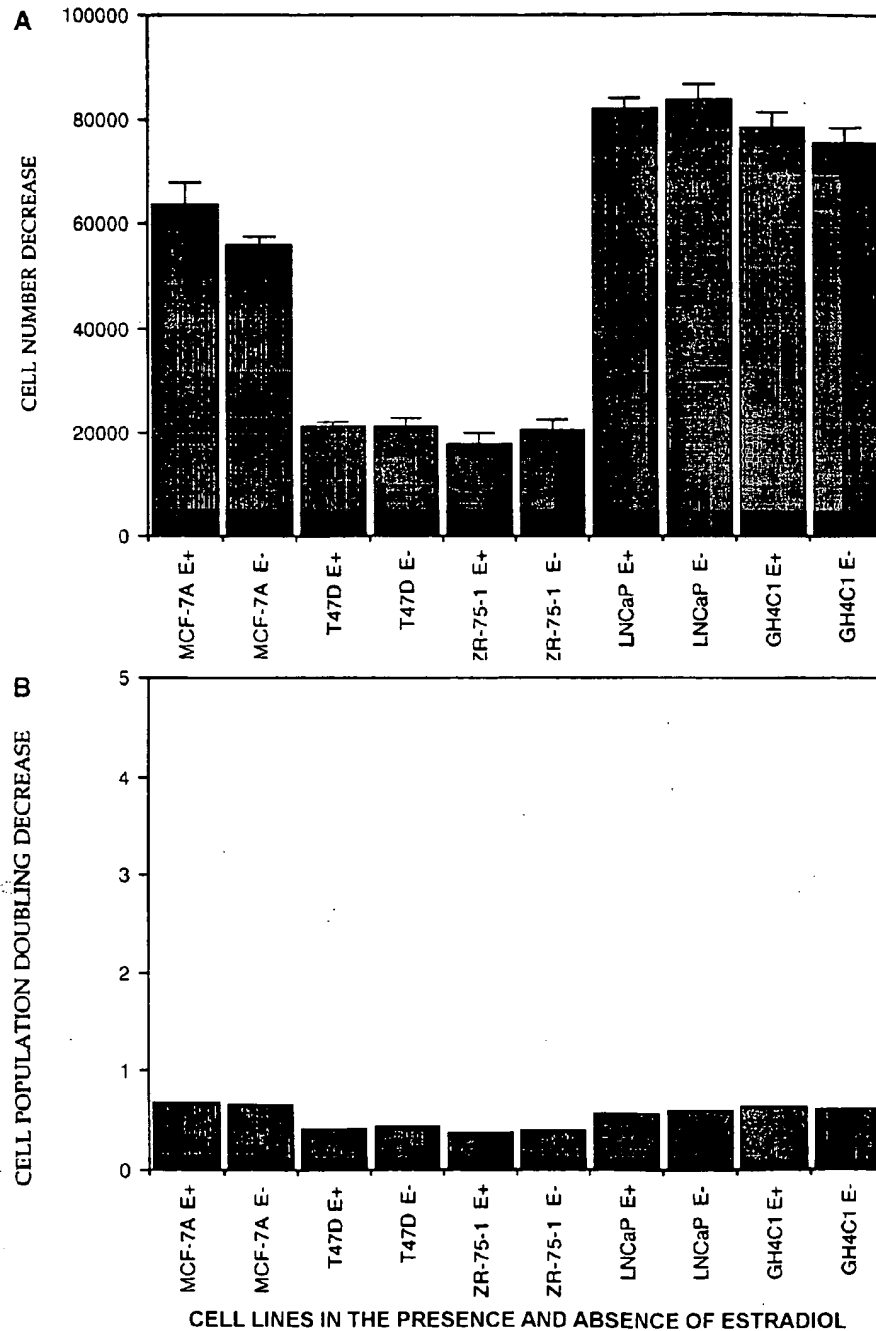 A
100000
80000
60000
40000
20000
0
CELL NUMBER DECREASE
MCF-7A E+
MCF-7A E-
T47D E+
T47D E-
ZR-75-1 E+
ZR-75-1 E-
LNCaP E+
LNCaP E-
GH4C1 E+
GH4C1 E-
B
5
4
3
2
1
0
CELL POPULATION DOUBLING DECREASE
MCF-7A E+
MCF-7A E-
T47D E+
T47D E-
ZR-75-1 E+
ZR-75-1 E-
LNCaP E+
LNCaP E-
GH4C1 E+
GH4C1 E-
CELL LINES IN THE PRESENCE AND ABSENCE OF ESTRADIOL